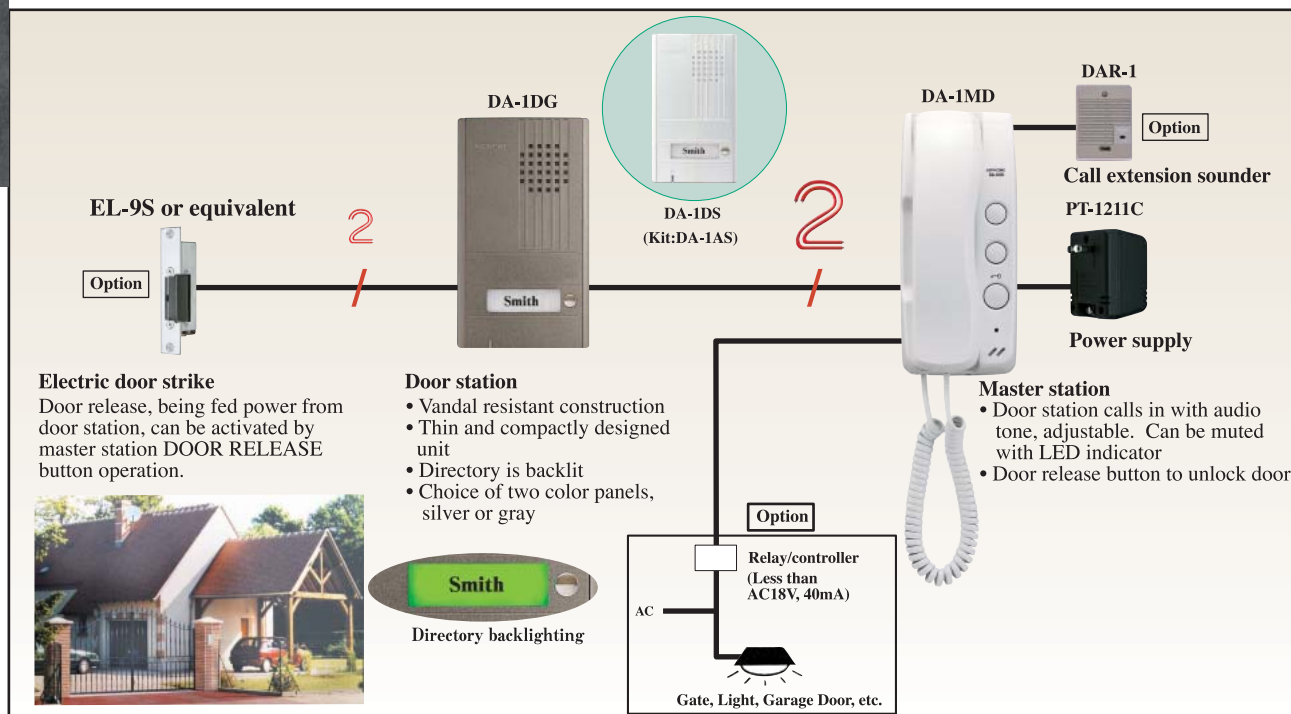 DA-1DG
DA-1DS
(Kit:DA-1AS)
Smith
DA-1MD
DAR-1
Option
Call extension sounder
PT-1211C
Power supply
EL-9S or equivalent
Option
2
Smith
2
Electric door strike
Door release, being fed power from
door station, can be activated by
master station DOOR RELEASE
button operation.
Door station
• Vandal resistant construction
• Thin and compactly designed
unit
• Directory is backlit
• Choice of two color panels,
silver or gray
Smith
Directory backlighting
Master station
• Door station calls in with audio
tone, adjustable. Can be muted
with LED indicator
• Door release button to unlock door
Option
Relay/controller
(Less than
AC18V, 40mA)
AC
Gate, Light, Garage Door, etc.